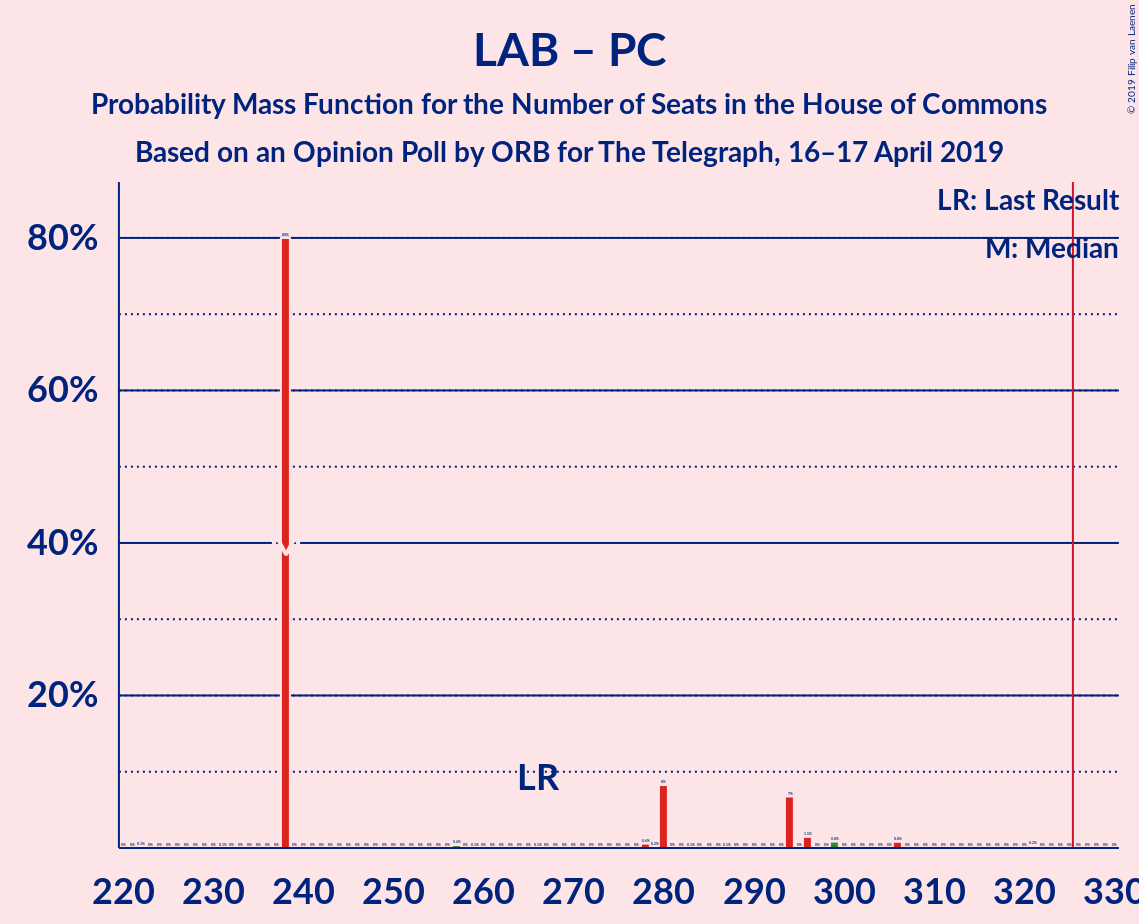 LAB – PC
Probability Mass Function for the Number of Seats in the House of Commons
Based on an Opinion Poll by ORB for The Telegraph, 16–17 April 2019
© 2019 Filip van Laenen
LR: Last Result
M: Median
80%
60%
40%
20%
M
LR
220 230 240 250 260 270 280 290 300 310 320 330